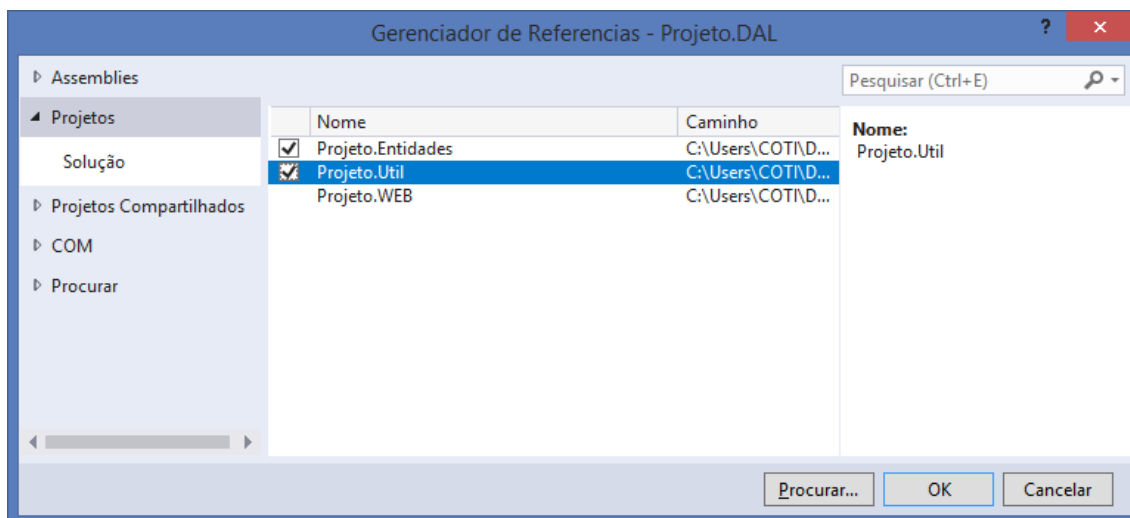 Gerenciador de Referencias - Projeto.DAL
?
Assemblies
Projetos
Solução
Projetos Compartilhados
COM
Procurar
Nome Caminho
Projeto.Entidades C:\Users\COTI\D...
Projeto.Util C:\Users\COTI\D...
Projeto.WEB C:\Users\COTI\D...
Pesquisar (Ctrl+E)
Nome:
Projeto.Util
Procurar... OK Cancelar